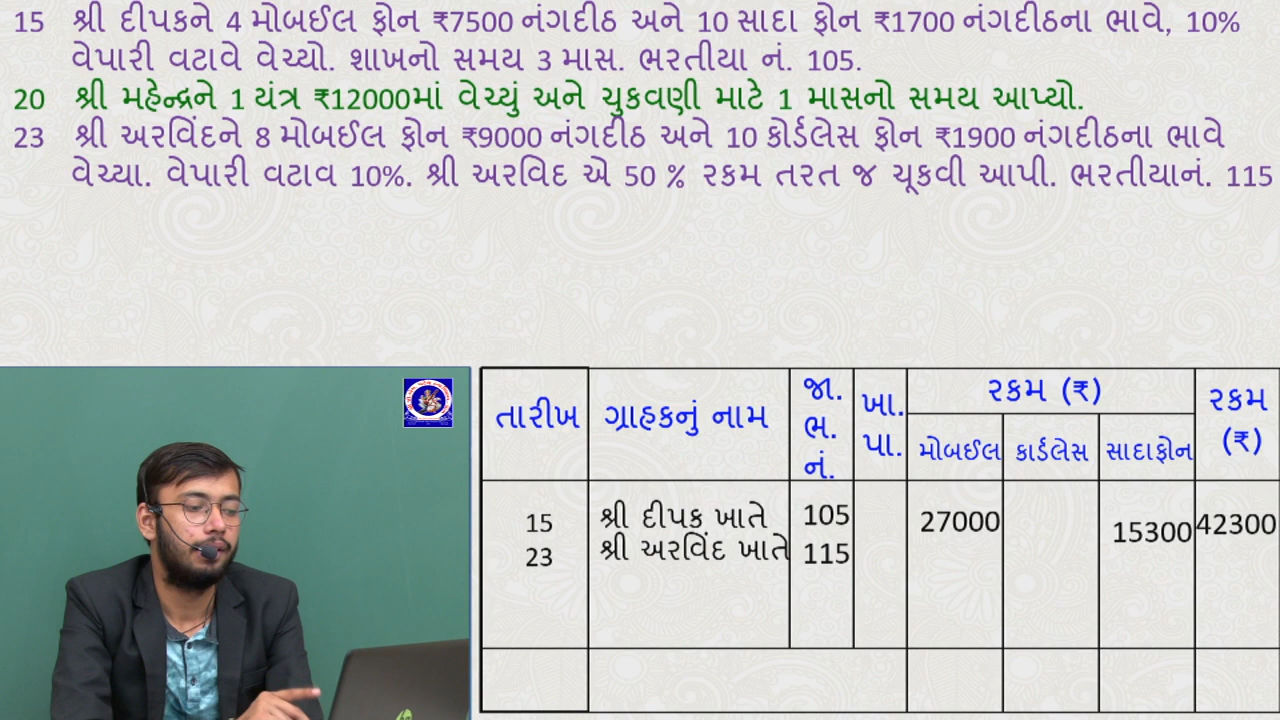 15 શ્રી દીપકને 4 મોબઈલ ફોન ₹7500 નંગદીઠ અને 10 સાદા ફોન ₹1700 નંગદીઠના ભાવે, 10%
વેપારી વટાવે વેચ્યો. શાખનો સમય 3 માસ. ભરતીયા નં. 105.
20 શ્રી મહેન્દ્રને 1 યંત્ર ₹12000માં વેચ્યું અને ચુકવણી માટે 1 માસનો સમય આપ્યો.
23 શ્રી અરવિંદને 8 મોબઈલ ફોન ₹9000 નંગદીઠ અને 10 કોર્ડલેસ ફોન ₹1900 નંગદીઠના ભાવે
વેચ્યા. વેપારી વટાવ 10%. શ્રી અરવિદ એ 50 % રકમ તરત જ ચૂકવી આપી. ભરતીયાનં. 115
તારીખ ગ્રાહકનું નામ જા. ભ. નં. ખા. પા. રકમ (₹) રકમ (₹)
મોબઈલ કાર્ડલેસ સાદાફોન
15 શ્રી દીપક ખાતે 105 27000 15300 42300
23 શ્રી અરવિંદ ખાતે 115